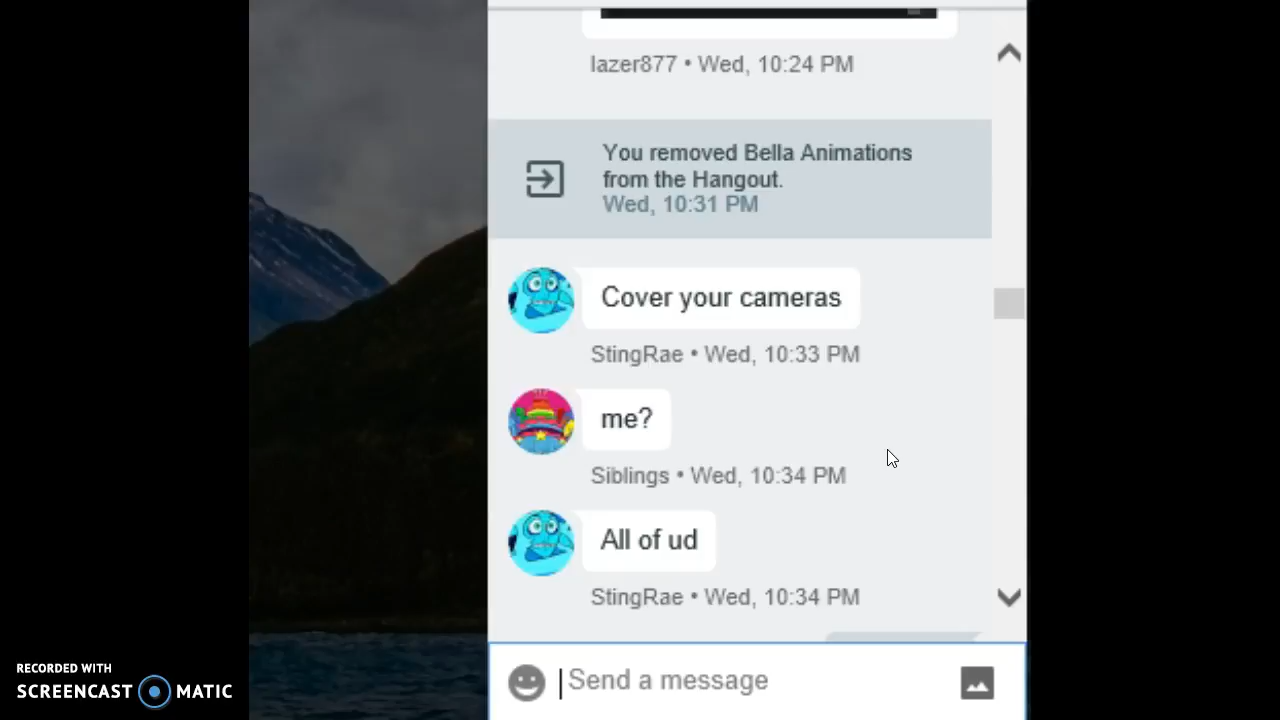 lazer877 • Wed, 10:24 PM
You removed Bella Animations
from the Hangout.
Wed, 10:31 PM
Cover your cameras
StingRae • Wed, 10:33 PM
me?
Siblings • Wed, 10:34 PM
All of ud
StingRae • Wed, 10:34 PM
Send a message
RECORDED WITH
SCREENCAST MATIC